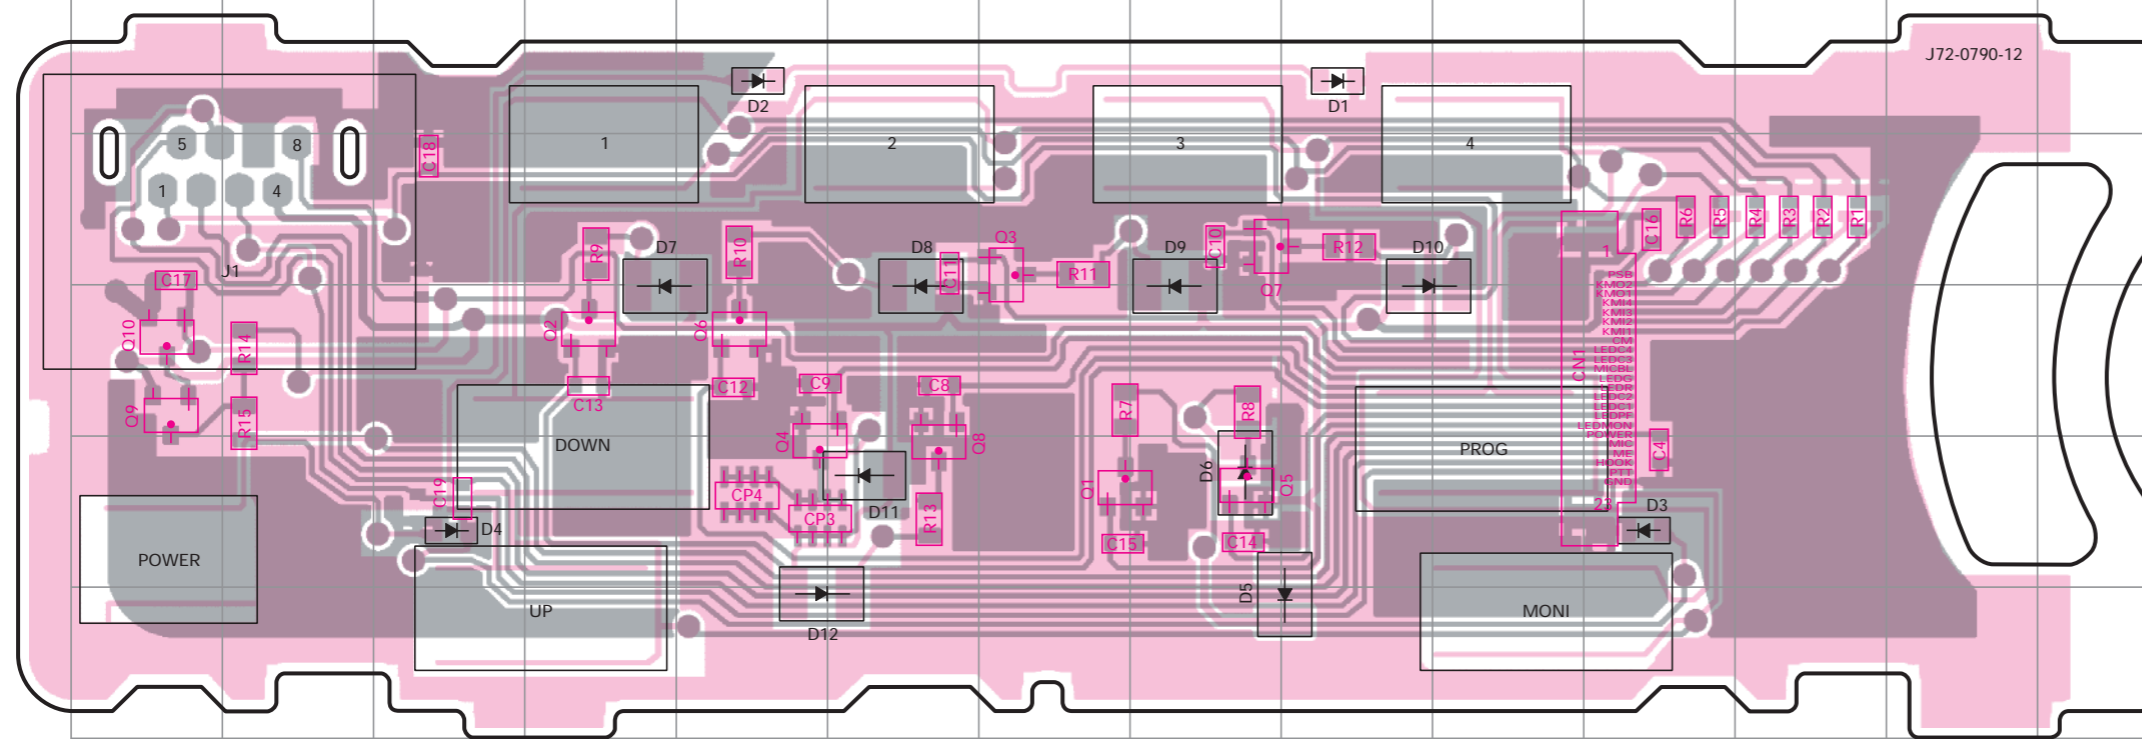 J72-0790-12
D2 D1
5 8 1 2 3 4
C18
1 4
R6 R5 R4 R3 R2 R1
C16
R9 D7 R10 D8 C11 Q3 R11 D9 C10 R12 D10
J1
1
C17
Q7
PSB
KMO2
KMO1
KMI4
KMI3
KMI2
KMI1
CM
LEDC4
LEDC3
MICBL
LEDG
LEDR
LEDC2
LEDC1
LEDPF
LEDMON
POWER
MIC
ME
HOOK
PTT
GND
23
CN1
Q10 R14 Q2 Q6
C13 C12 C9 C8
Q9 R15 DOWN Q4 Q8 R7 R8 PROG C4
D6 Q5 Q1
C19 CP4 CP3 D11 R13
D4 D3
C15 C14
POWER UP D12 D5 MONI